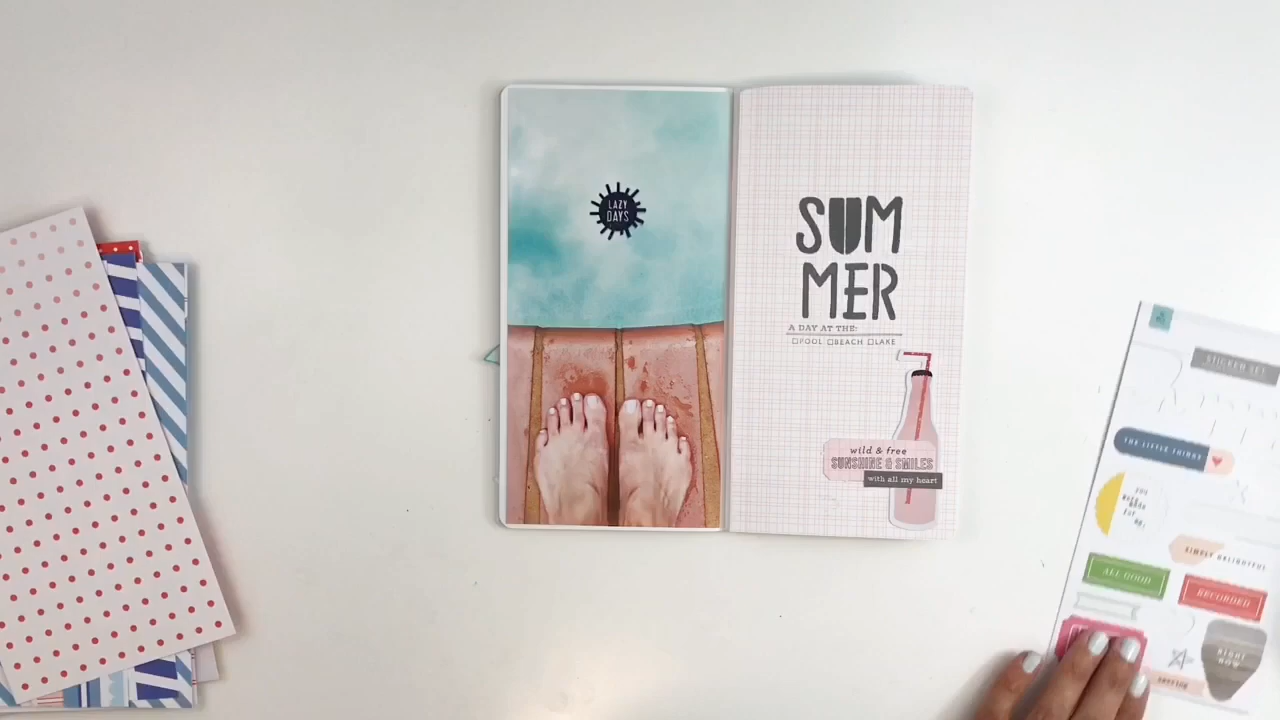 LAZY
DAYS
SUM
MER
A DAY AT THE:
POOL BEACH LAKE
wild & free
SUNSHINE & SMILES
with all my heart
STICKER SET
THE LITTLE THINGS
SIMPLY DELIGHTFUL
ALL GOOD
RECORDED
RIGHT
NOW